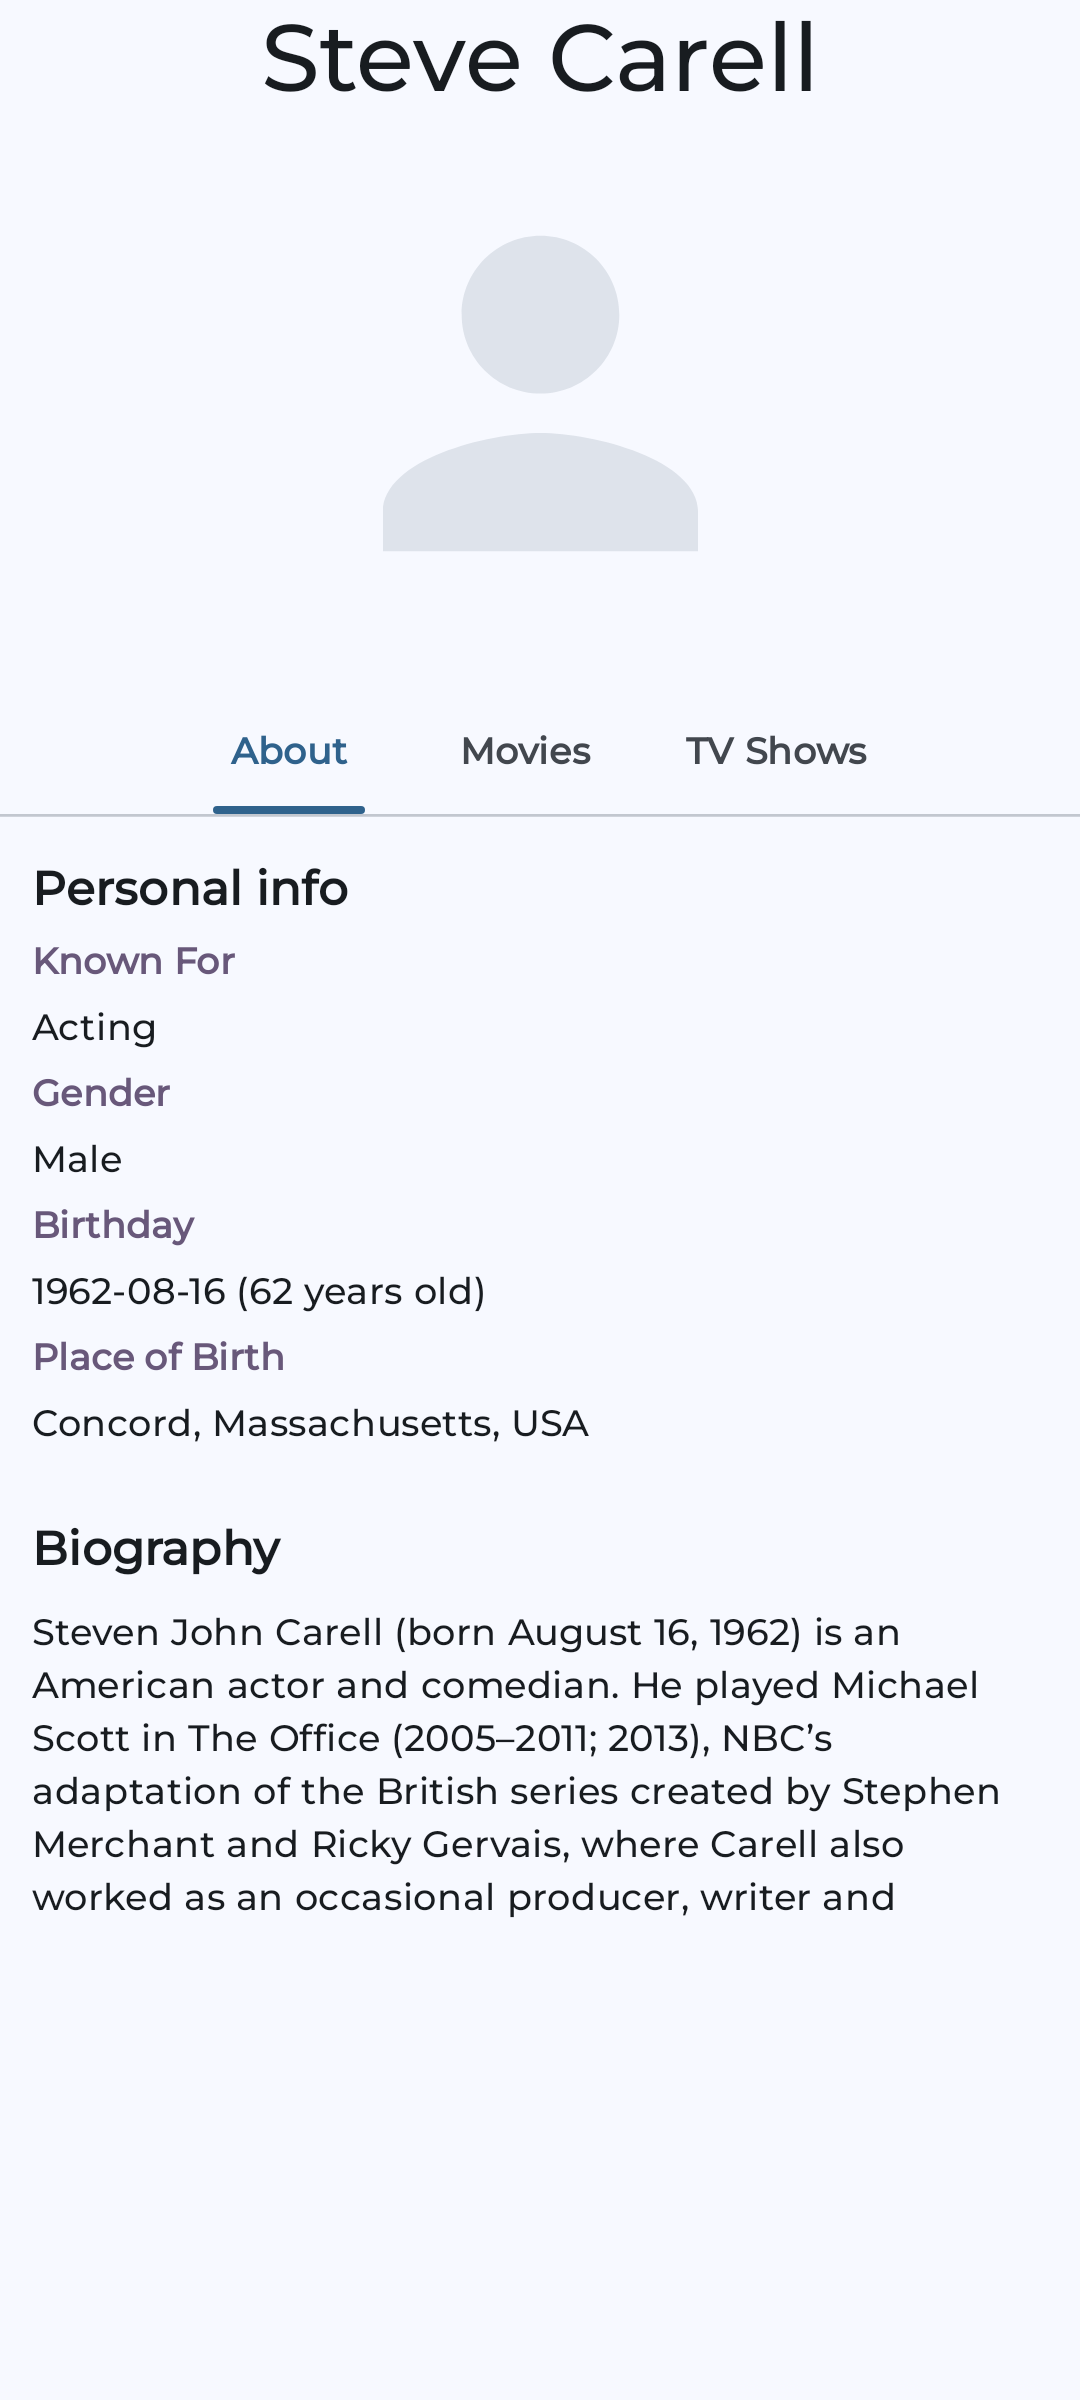 Steve Carell
About
Movies
TV Shows
Personal info
Known For
Acting
Gender
Male
Birthday
1962-08-16 (62 years old)
Place of Birth
Concord, Massachusetts, USA
Biography
Steven John Carell (born August 16, 1962) is an
American actor and comedian. He played Michael
Scott in The Office (2005–2011; 2013), NBC’s
adaptation of the British series created by Stephen
Merchant and Ricky Gervais, where Carell also
worked as an occasional producer, writer and